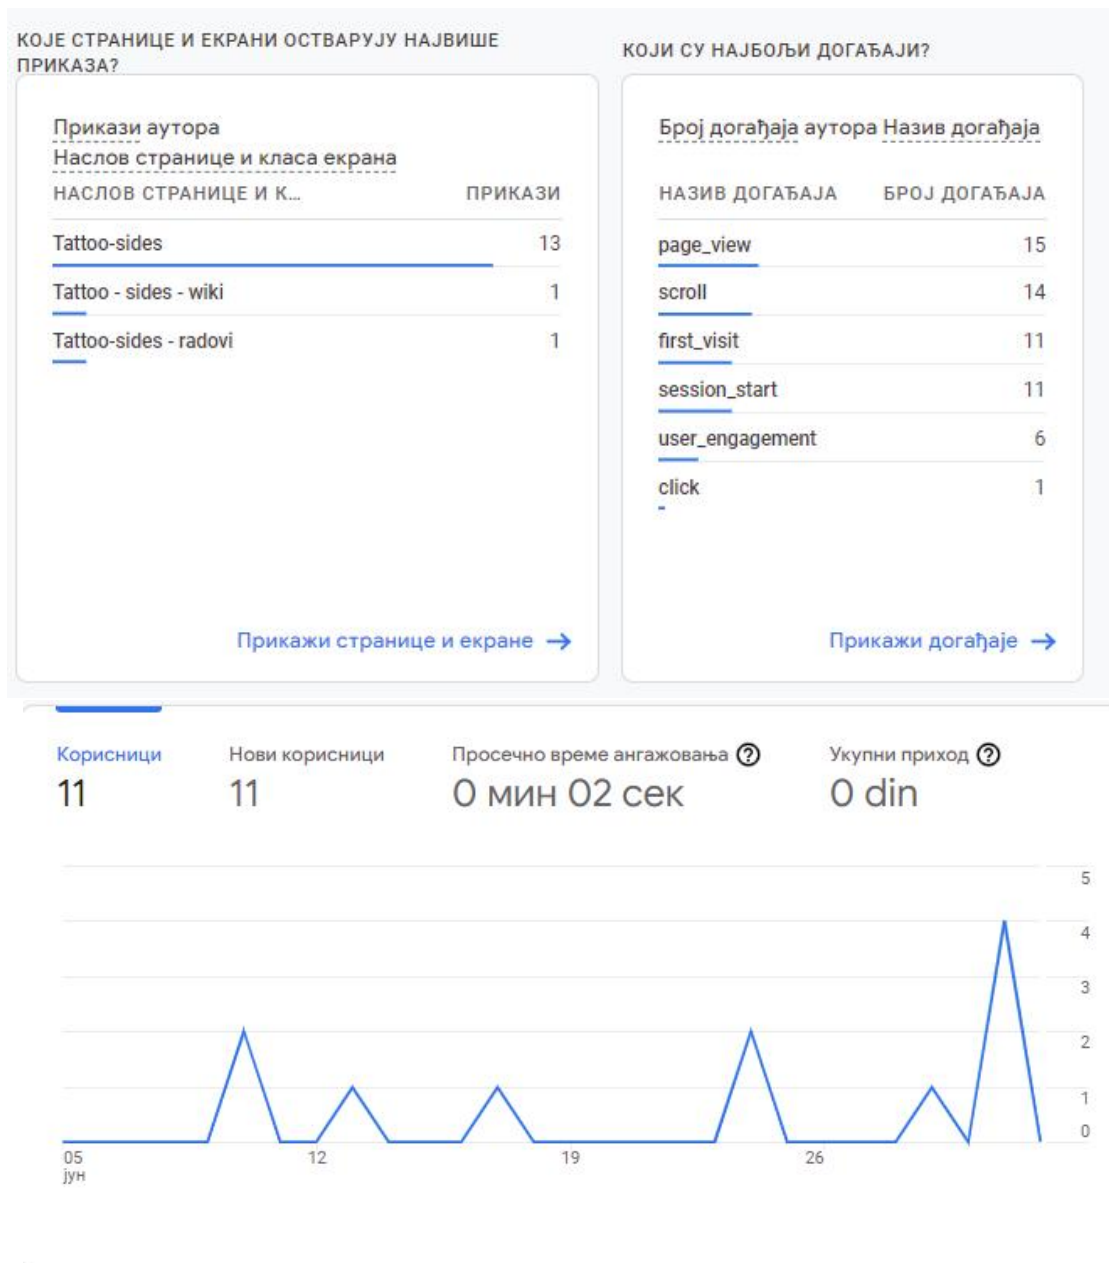 КОЈЕ СТРАНИЦЕ И ЕКРАНИ ОСТВАРУЈУ НАЈВИШЕ
ПРИКАЗА?
Прикази аутора
Наслов странице и класа екрана
НАСЛОВ СТРАНИЦЕ И К... ПРИКАЗИ
Tattoo-sides 13
Tattoo - sides - wiki 1
Tattoo-sides - radovi 1
Прикажи странице и екране →
КОЈИ СУ НАЈБОЉИ ДОГАЂАЈИ?
Број догађаја аутора Назив догађаја
НАЗИВ ДОГАЂАЈА БРОЈ ДОГАЂАЈА
page_view 15
scroll 14
first_visit 11
session_start 11
user_engagement 6
click 1
Прикажи догађаје →
Корисници Нови корисници Просечно време ангажовања ? Укупни приход ?
11 11 0 мин 02 сек 0 din
5
4
3
2
1
0
05 12 19 26
јун